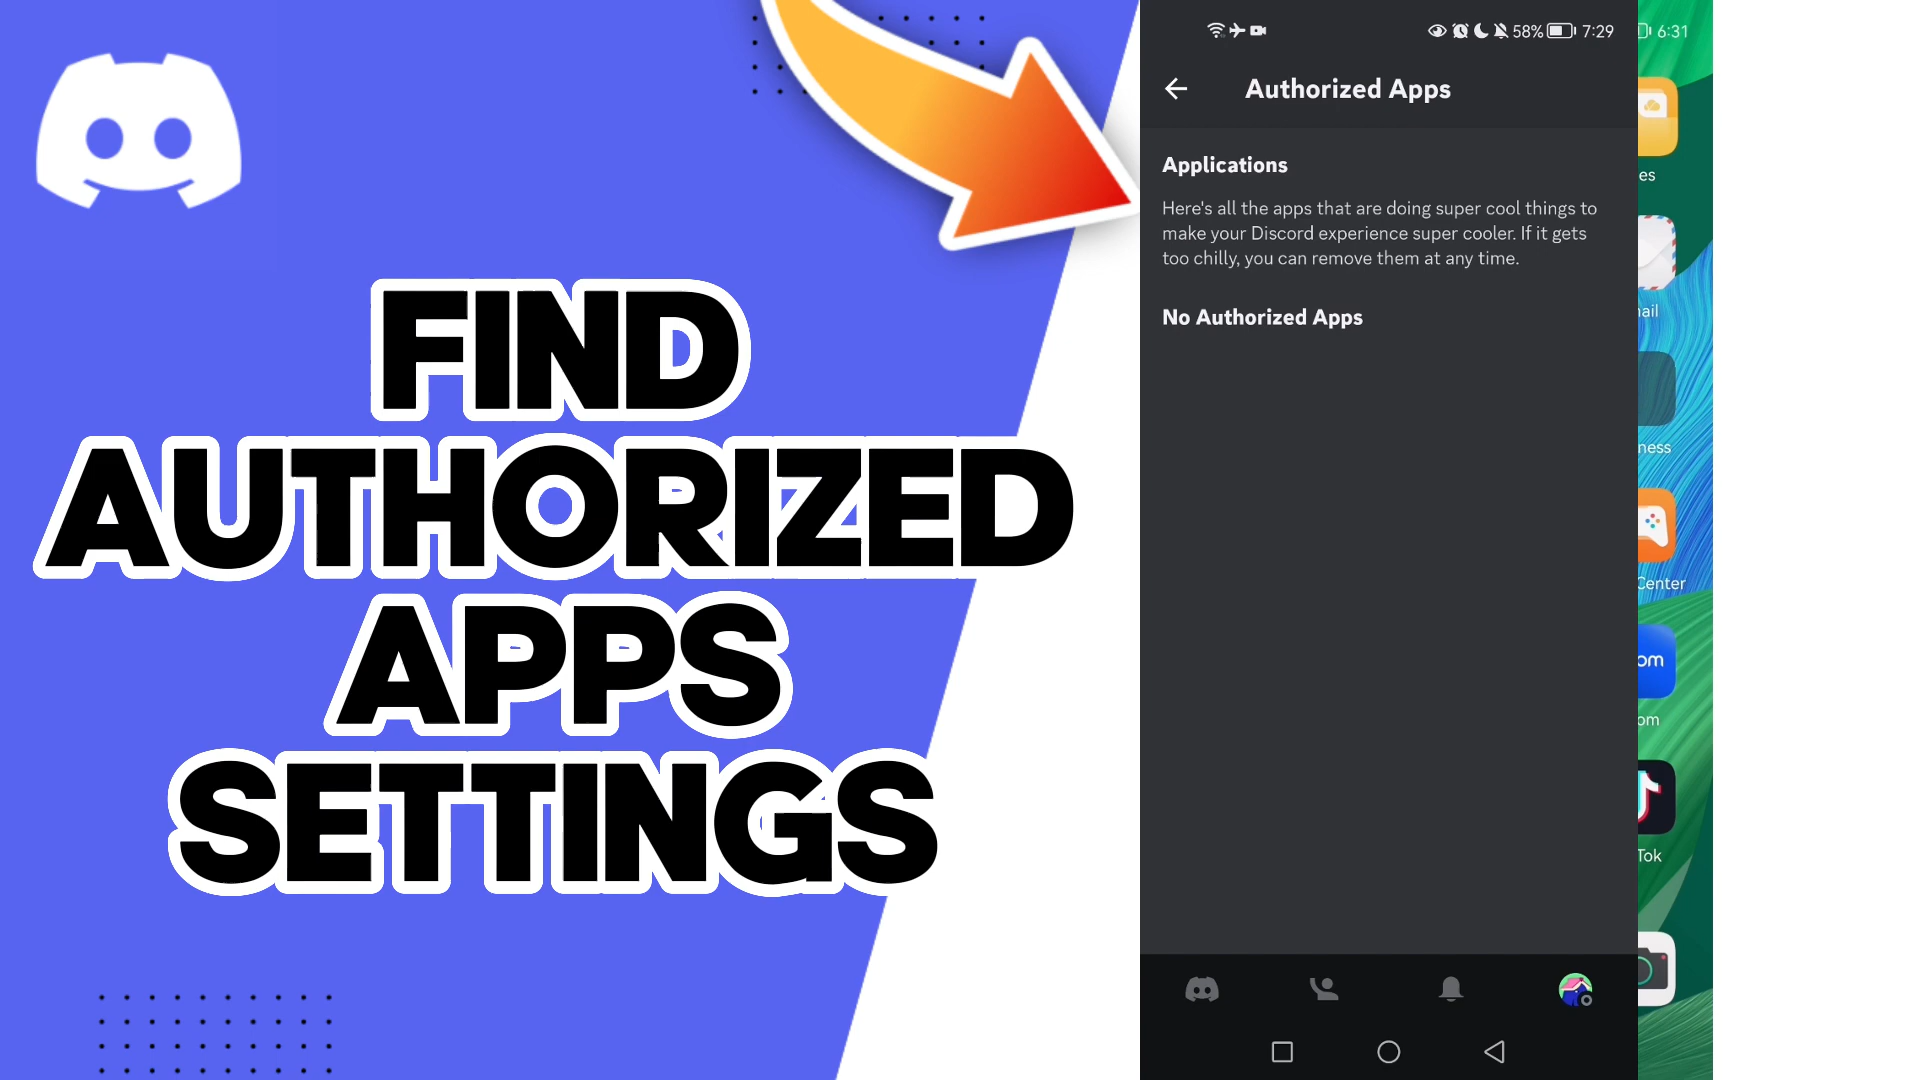 FIND
AUTHORIZED
APPS
SETTINGS
58% 7:29
Authorized Apps
Applications
Here's all the apps that are doing super cool things to
make your Discord experience super cooler. If it gets
too chilly, you can remove them at any time.
No Authorized Apps
6:31
es
ail
ness
Center
om
om
Tok